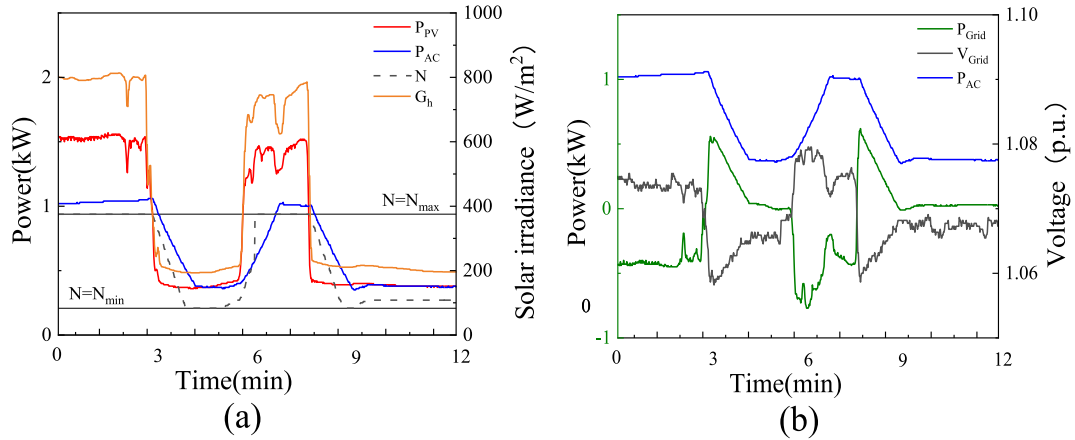 1000
800
600
400
200
0
Solar irradiance (W/m²)
2
1
0
Power(kW)
P_PV
P_AC
N
G_h
N=N_max
N=N_min
0 3 6 9 12
Time(min)
(a)
1.10
1.08
1.06
Voltage (p.u.)
1
0
0
-1
Power(kW)
P_Grid
V_Grid
P_AC
0 3 6 9 12
Time(min)
(b)